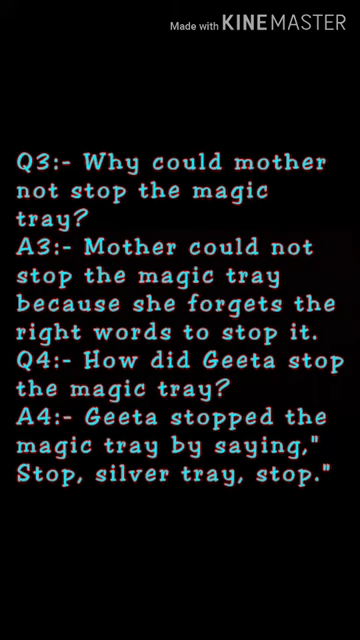 Made with KINEMASTER
Q3:- Why could mother
not stop the magic
tray?
A3:- Mother could not
stop the magic tray
because she forgets the
right words to stop it.
Q4:- How did Geeta stop
the magic tray?
A4:- Geeta stopped the
magic tray by saying,"
Stop, silver tray, stop."